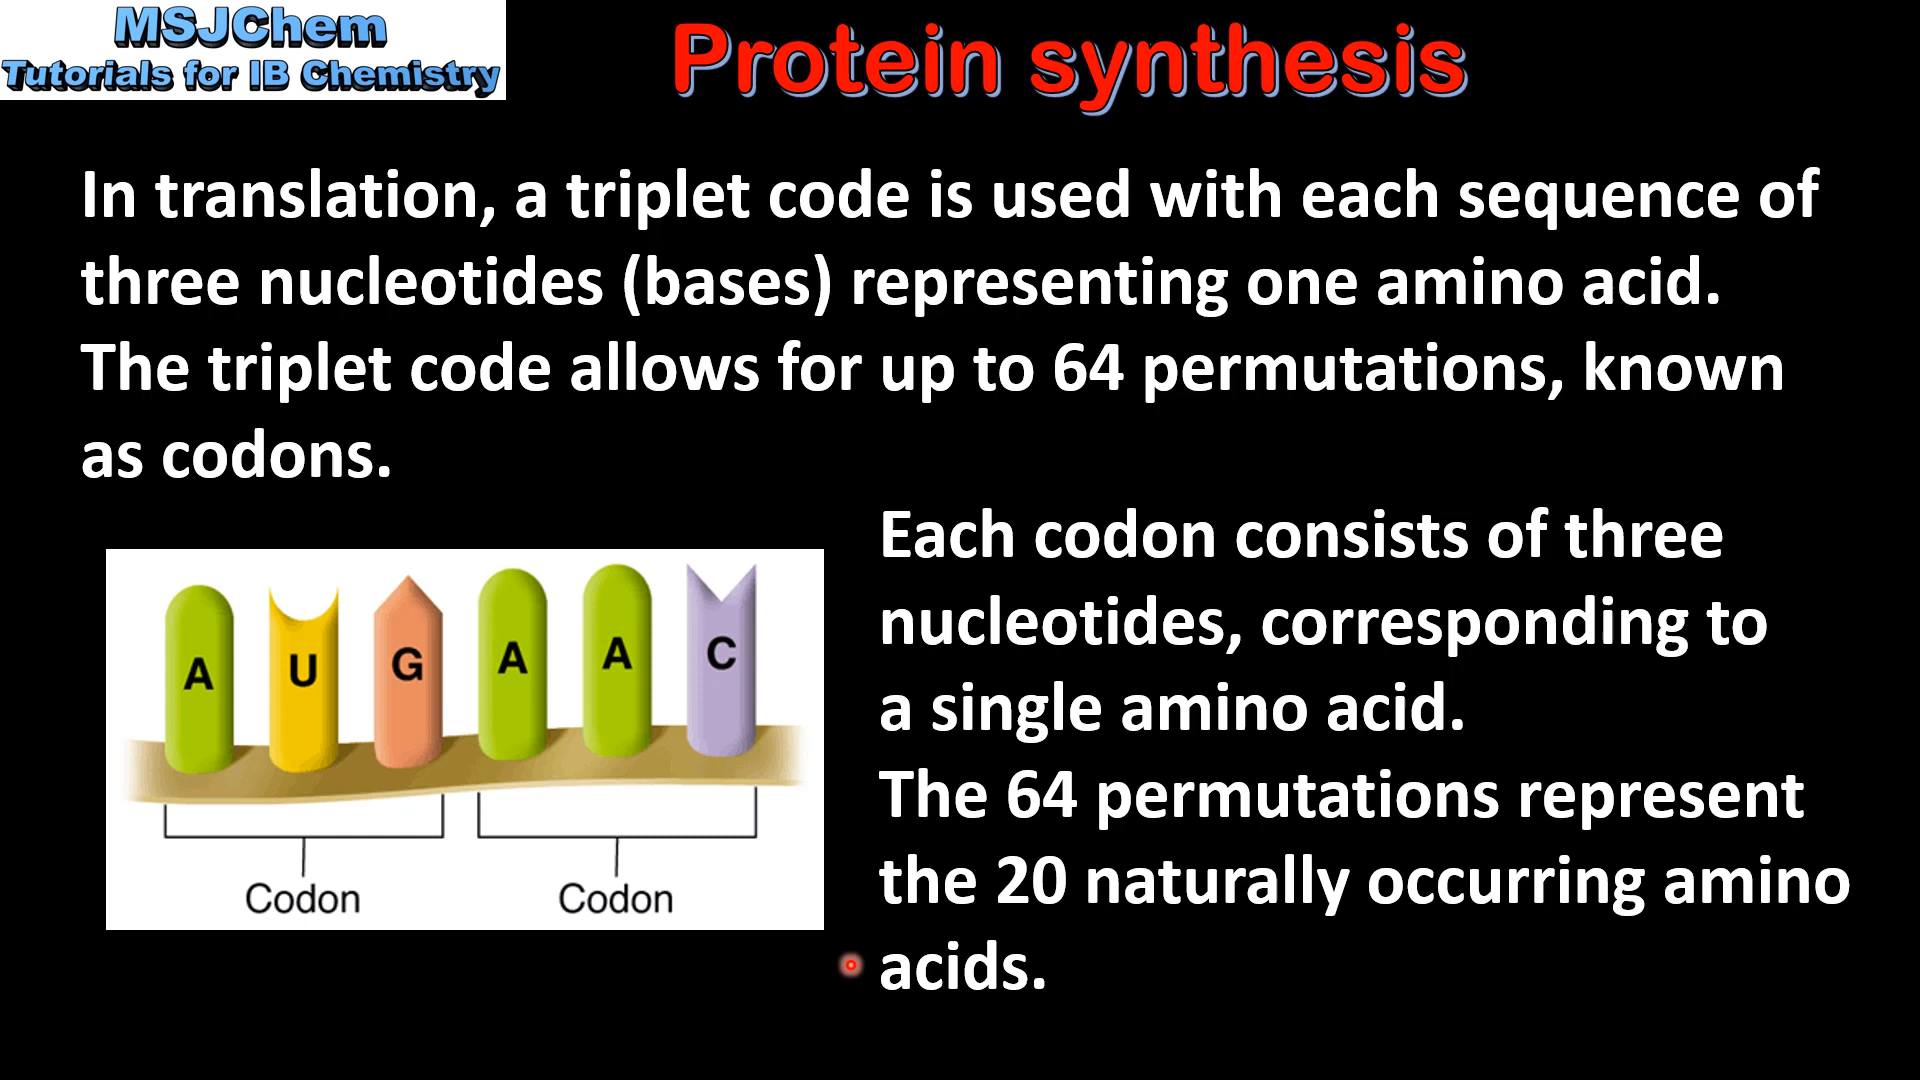 MSJChem
Tutorials for IB Chemistry
Protein synthesis
In translation, a triplet code is used with each sequence of
three nucleotides (bases) representing one amino acid.
The triplet code allows for up to 64 permutations, known
as codons.
Each codon consists of three
nucleotides, corresponding to
a single amino acid.
The 64 permutations represent
the 20 naturally occurring amino
acids.
A U G A A C
Codon Codon